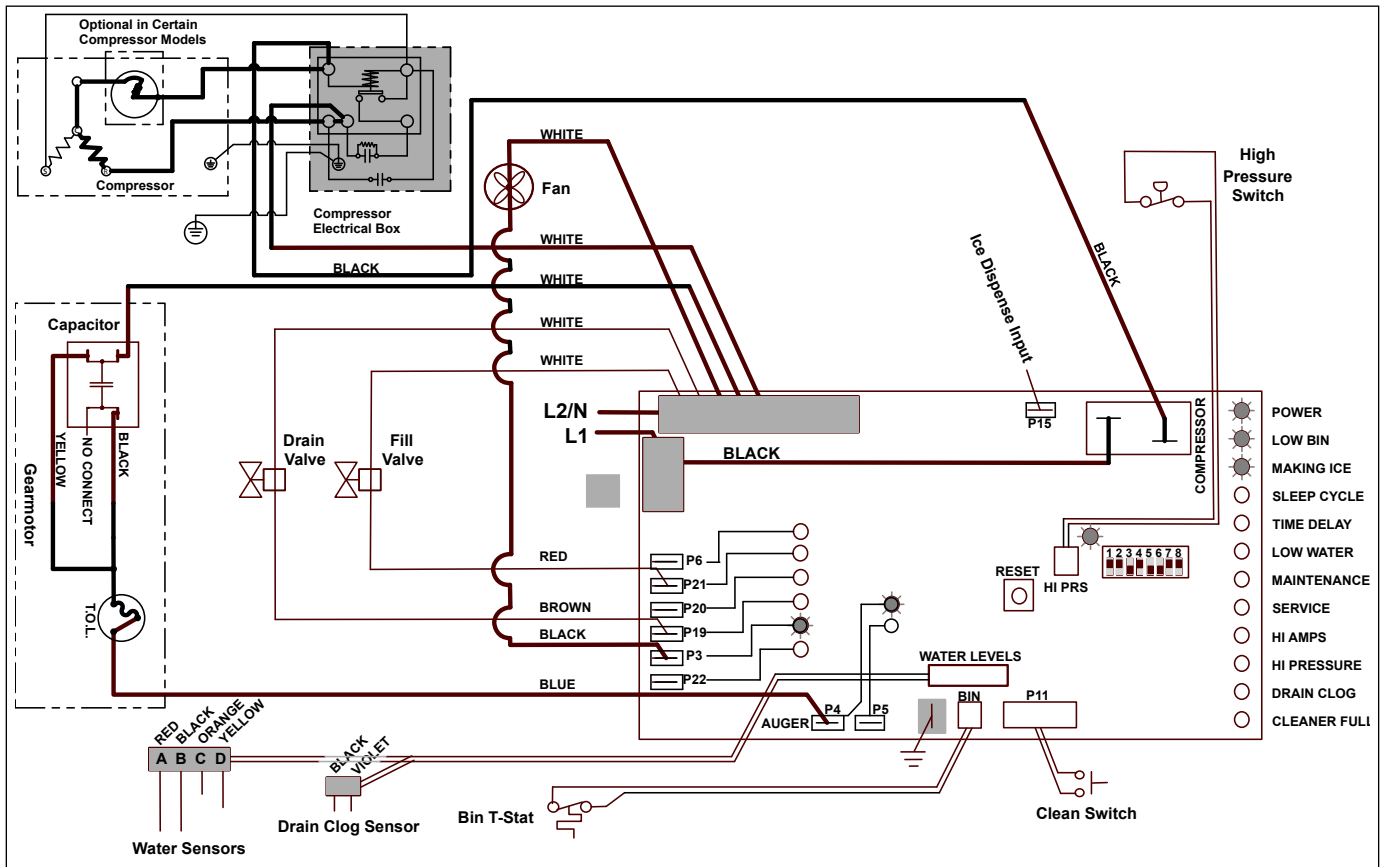 Optional in Certain
Compressor Models
S
C
R
Compressor
Compressor
Electrical Box
WHITE
Fan
WHITE
BLACK
WHITE
WHITE
WHITE
BLACK
High
Pressure
Switch
Ice Dispense Input
P15
Capacitor
YELLOW
NO CONNECT
BLACK
Gearmotor
T.O.L.
Drain
Valve
Fill
Valve
L2/N
L1
BLACK
COMPRESSOR
POWER
LOW BIN
MAKING ICE
SLEEP CYCLE
TIME DELAY
LOW WATER
MAINTENANCE
SERVICE
HI AMPS
HI PRESSURE
DRAIN CLOG
CLEANER FULL
RED
BROWN
BLACK
BLUE
P6
P21
P20
P19
P3
P22
AUGER
P4
P5
RESET
HI PRS
1 2 3 4 5 6 7 8
WATER LEVELS
BIN
P11
RED
BLACK
ORANGE
YELLOW
A B C D
Water Sensors
BLACK
VIOLET
Drain Clog Sensor
Bin T-Stat
Clean Switch